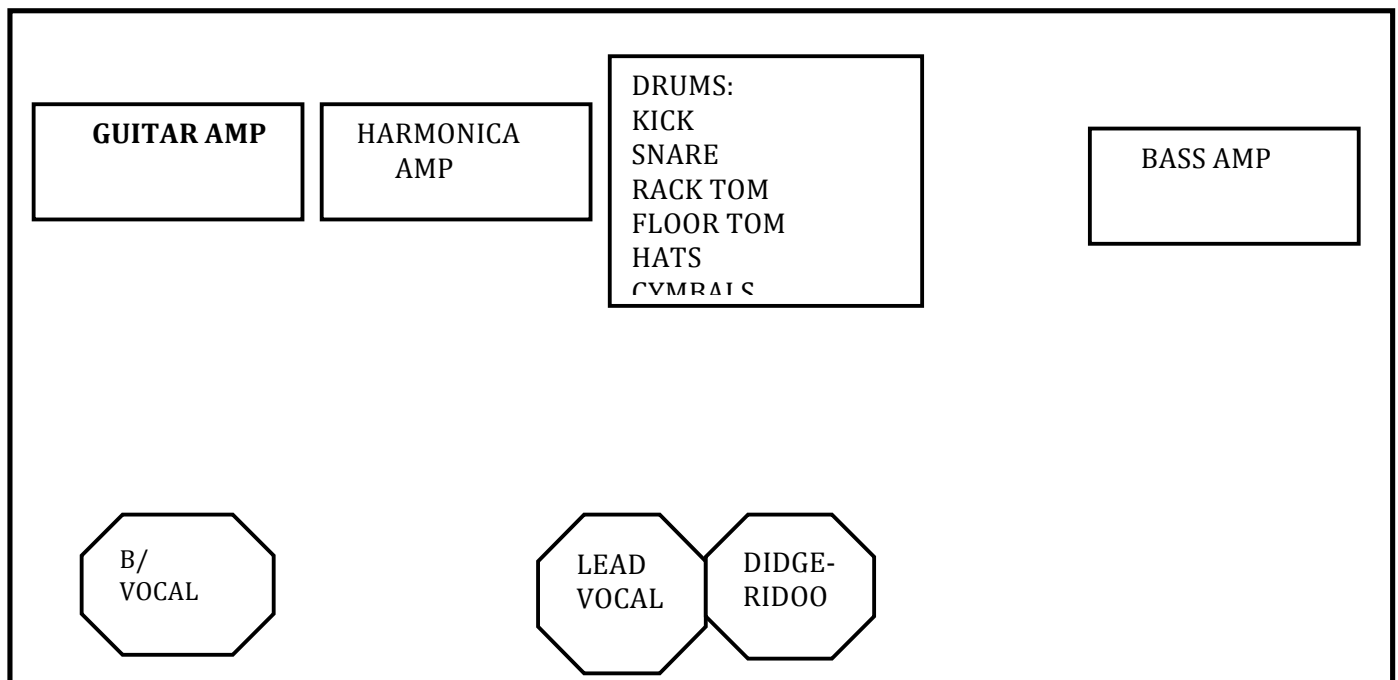 GUITAR AMP
HARMONICA
AMP
DRUMS:
KICK
SNARE
RACK TOM
FLOOR TOM
HATS
CYMBALS
BASS AMP
B/
VOCAL
LEAD
VOCAL
DIDGE-
RIDOO